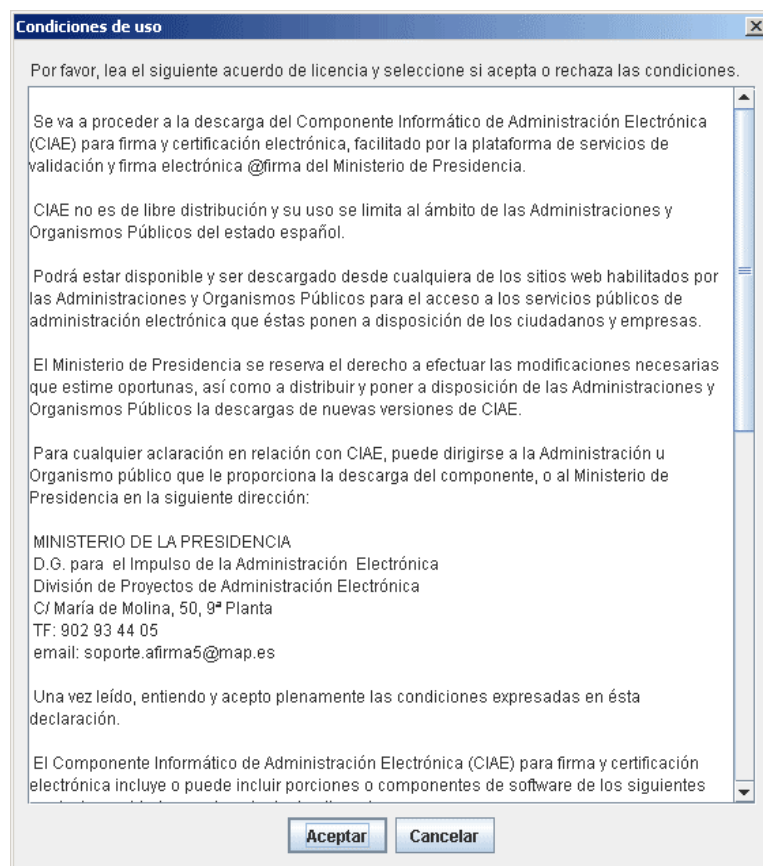 Condiciones de uso
Por favor, lea el siguiente acuerdo de licencia y seleccione si acepta o rechaza las condiciones.
Se va a proceder a la descarga del Componente Informático de Administración Electrónica
(CIAE) para firma y certificación electrónica, facilitado por la plataforma de servicios de
validación y firma electrónica @firma del Ministerio de Presidencia.
CIAE no es de libre distribución y su uso se limita al ámbito de las Administraciones y
Organismos Públicos del estado español.
Podrá estar disponible y ser descargado desde cualquiera de los sitios web habilitados por
las Administraciones y Organismos Públicos para el acceso a los servicios públicos de
administración electrónica que éstas ponen a disposición de los ciudadanos y empresas.
El Ministerio de Presidencia se reserva el derecho a efectuar las modificaciones necesarias
que estime oportunas, así como a distribuir y poner a disposición de las Administraciones y
Organismos Públicos la descargas de nuevas versiones de CIAE.
Para cualquier aclaración en relación con CIAE, puede dirigirse a la Administración u
Organismo público que le proporciona la descarga del componente, o al Ministerio de
Presidencia en la siguiente dirección:
MINISTERIO DE LA PRESIDENCIA
D.G. para el Impulso de la Administración Electrónica
División de Proyectos de Administración Electrónica
C/ María de Molina, 50, 9ª Planta
TF: 902 93 44 05
email: soporte.afirma5@map.es
Una vez leído, entiendo y acepto plenamente las condiciones expresadas en ésta
declaración.
El Componente Informático de Administración Electrónica (CIAE) para firma y certificación
electrónica incluye o puede incluir porciones o componentes de software de los siguientes
Aceptar Cancelar